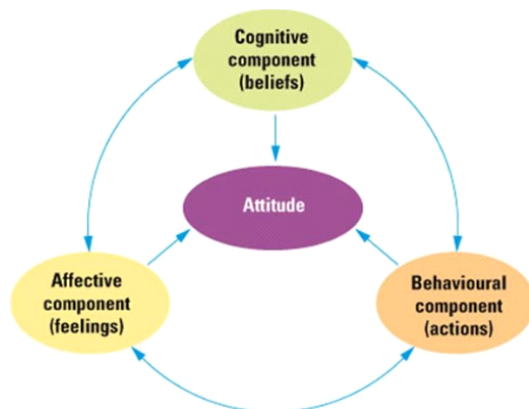 Cognitive
component
(beliefs)
Attitude
Affective
component
(feelings)
Behavioural
component
(actions)